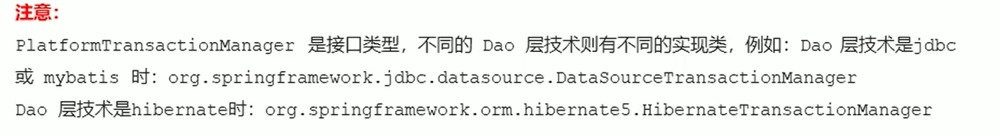 注意：
PlatformTransactionManager 是接口类型，不同的 Dao 层技术则有不同的实现类，例如：Dao 层技术是jdbc
或 mybatis 时：org.springframework.jdbc.datasource.DataSourceTransactionManager
Dao 层技术是hibernate时：org.springframework.orm.hibernate5.HibernateTransactionManager